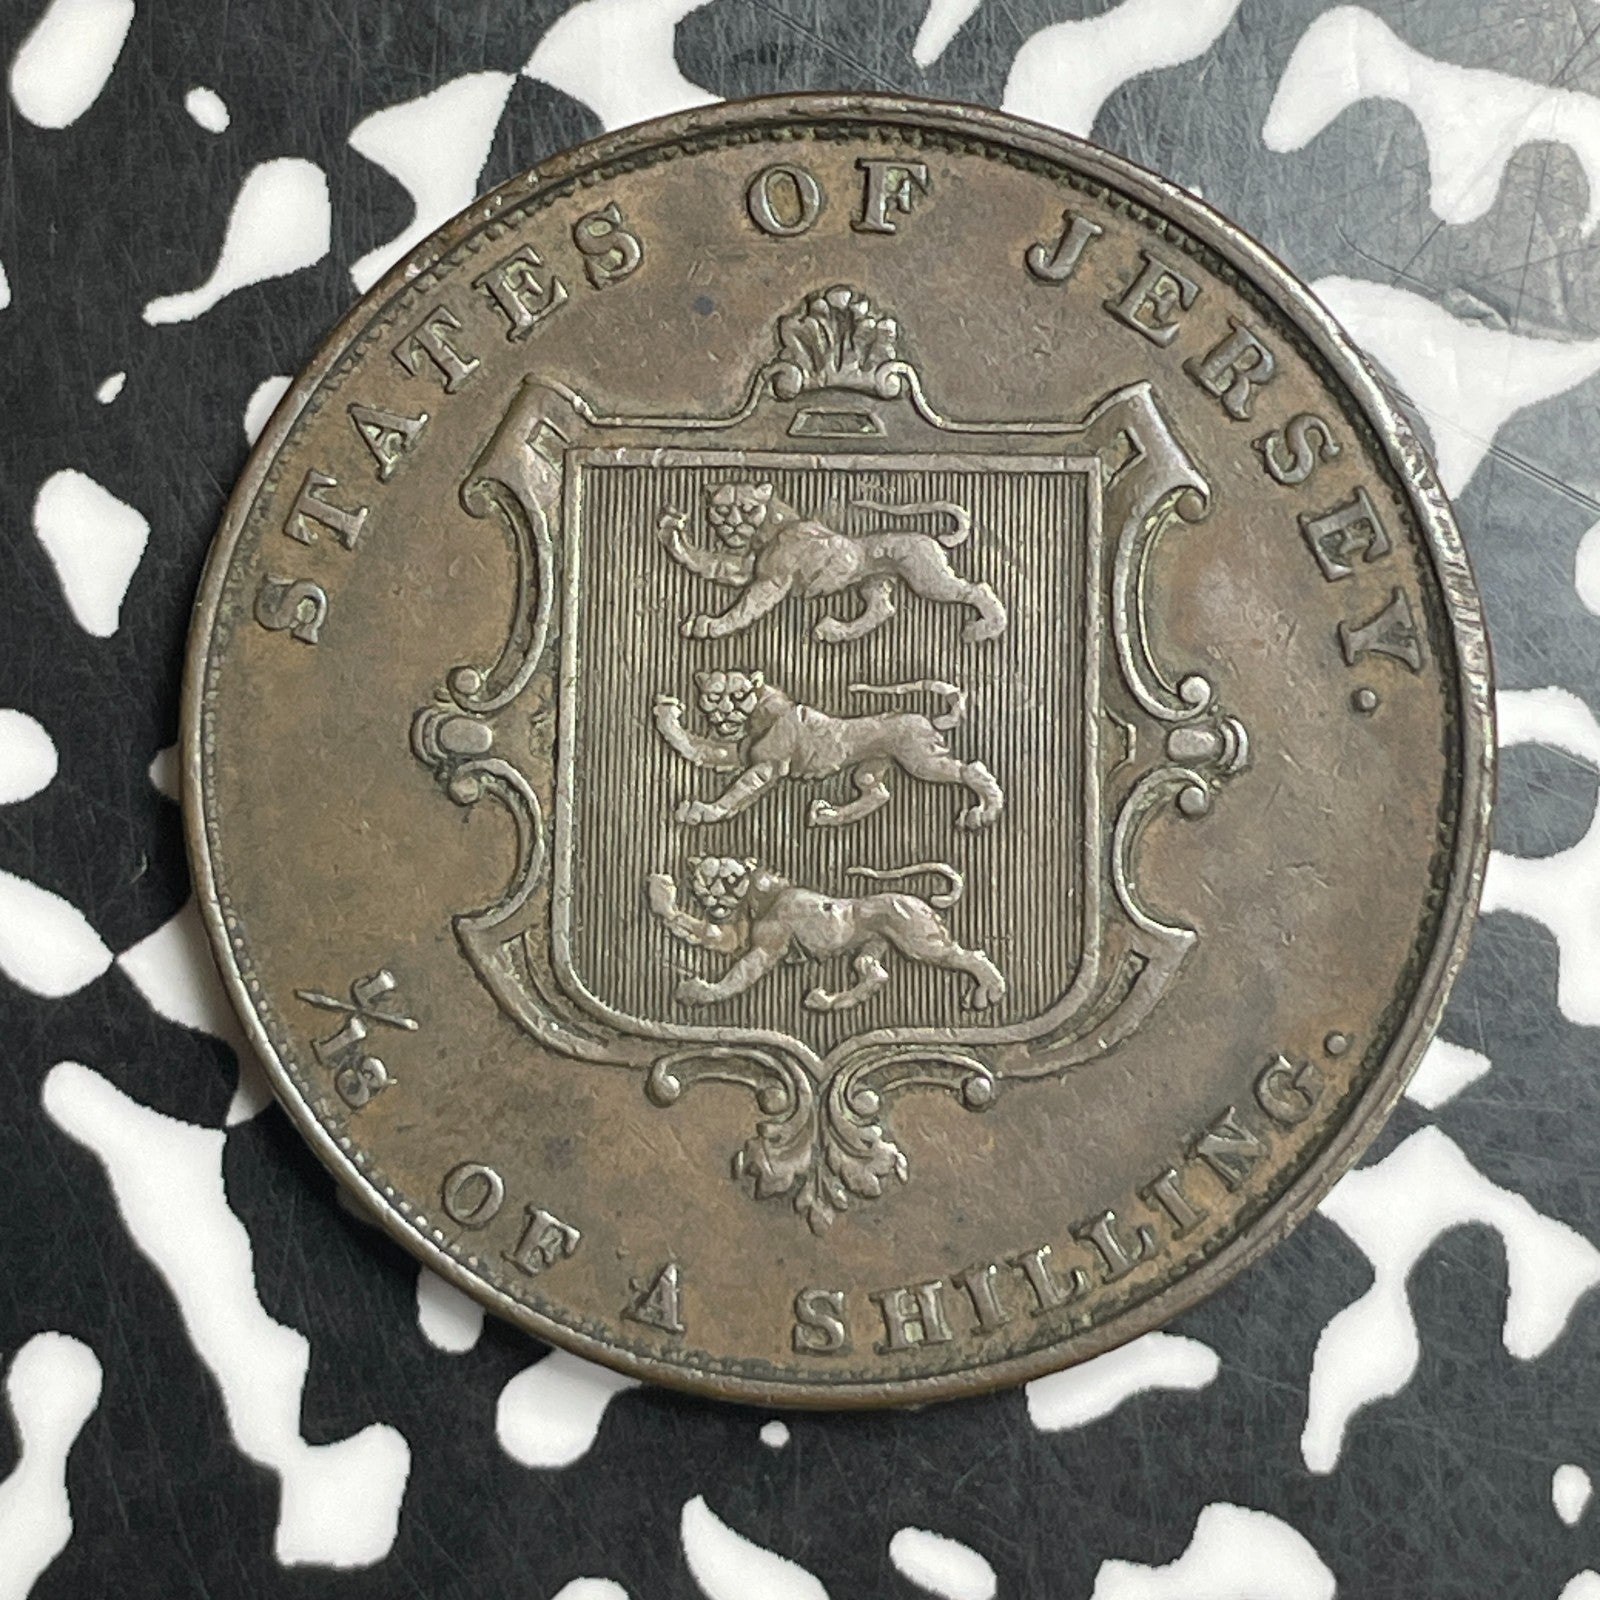 STATES OF JERSEY.
1/13 OF A SHILLING.